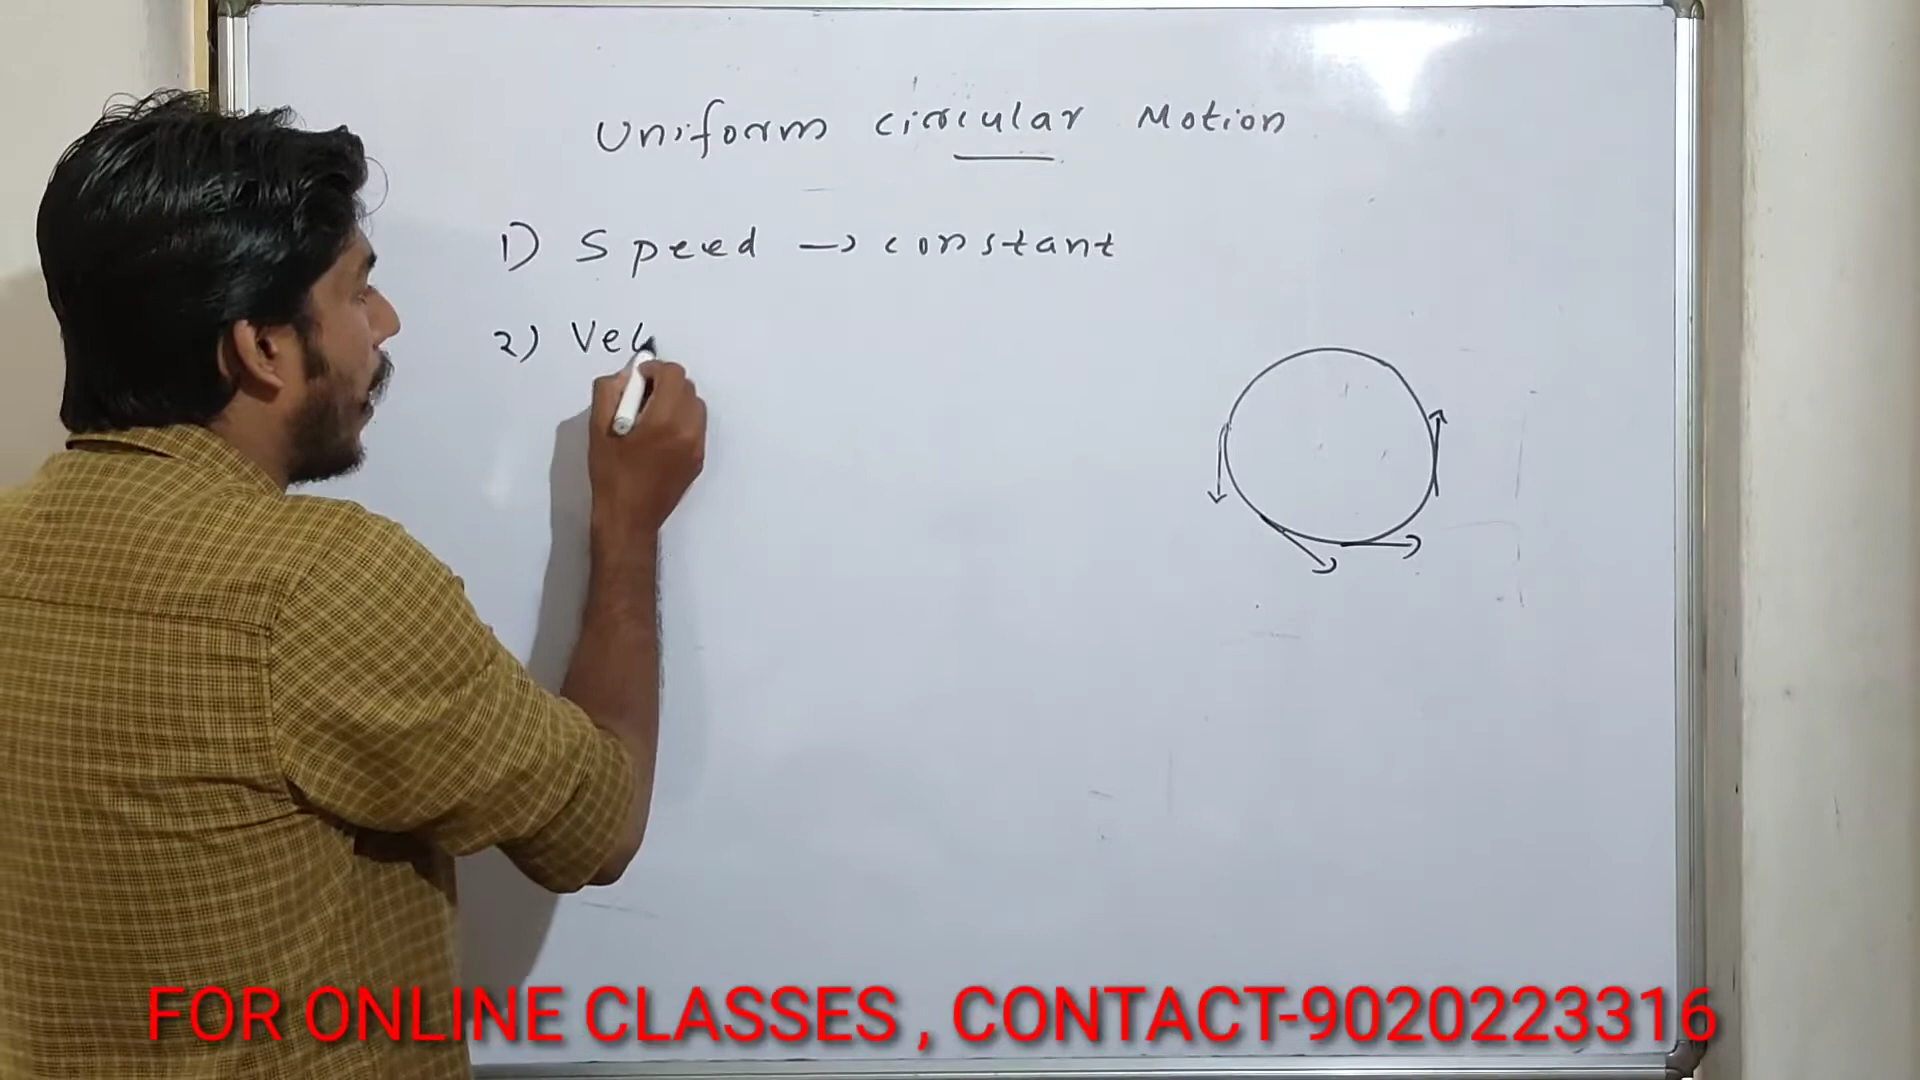 Uniform circular Motion
1) Speed → constant
2) Vel
FOR ONLINE CLASSES , CONTACT-9020223316